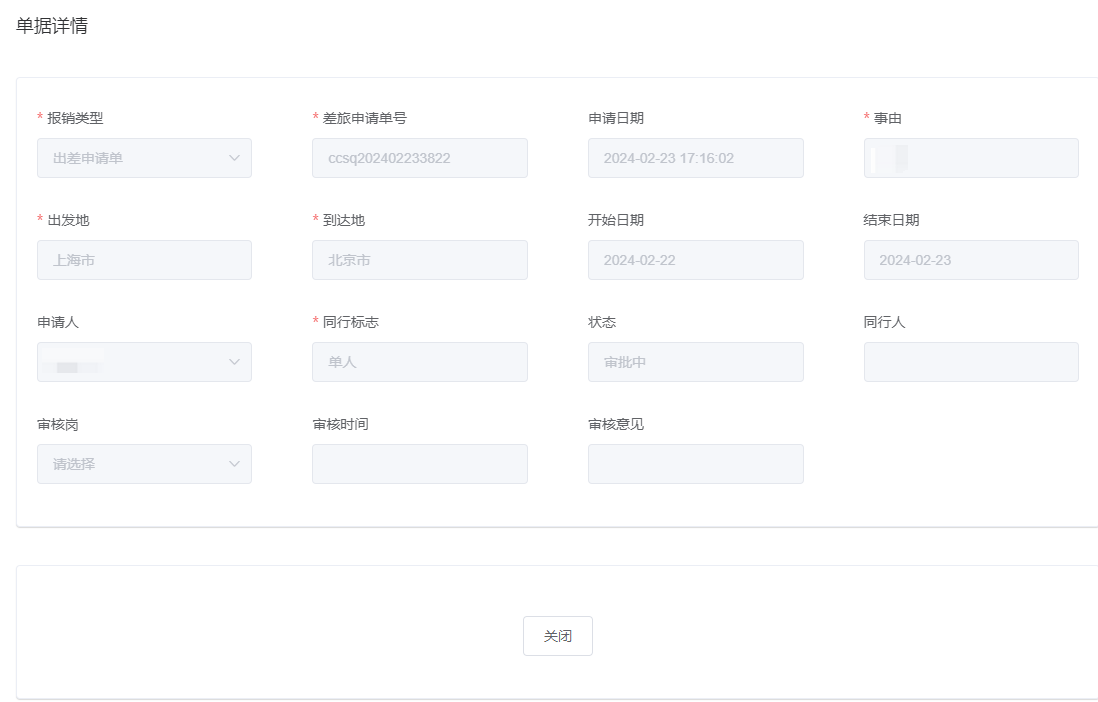 单据详情
* 报销类型 * 差旅申请单号 申请日期 * 事由
出差申请单 ccsq202402233822 2024-02-23 17:16:02
* 出发地 * 到达地 开始日期 结束日期
上海市 北京市 2024-02-22 2024-02-23
申请人 * 同行标志 状态 同行人
单人 审批中
审核岗 审核时间 审核意见
请选择
关闭